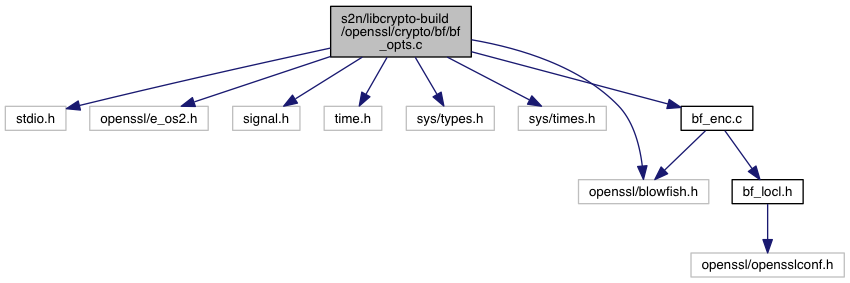 s2n/libcrypto-build
/openssl/crypto/bf/bf
_opts.c
stdio.h
openssl/e_os2.h
signal.h
time.h
sys/types.h
sys/times.h
bf_enc.c
openssl/blowfish.h
bf_locl.h
openssl/opensslconf.h